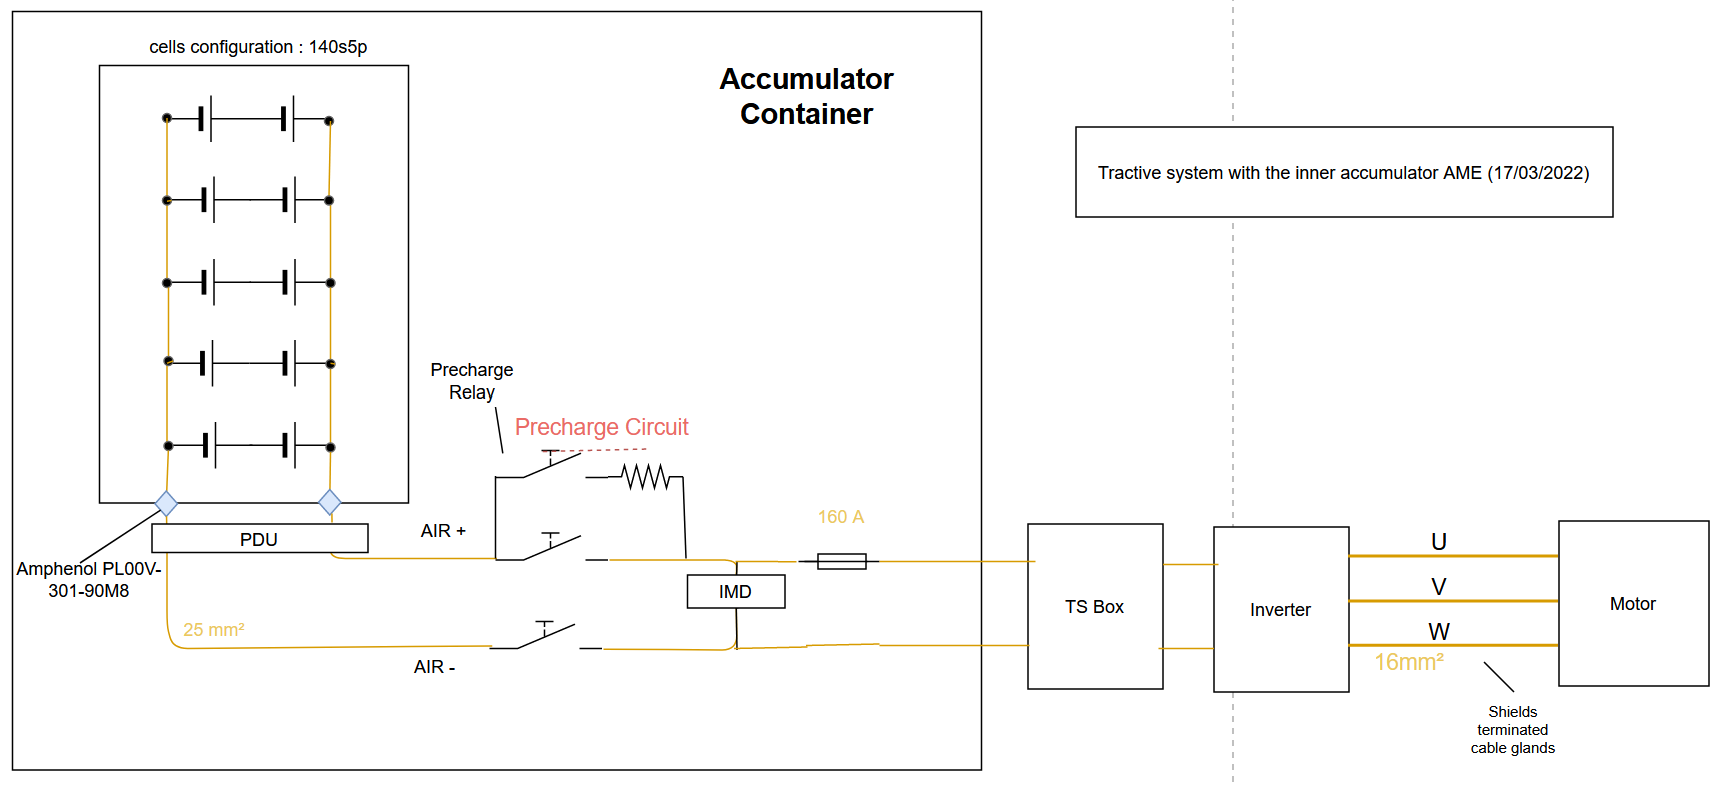 cells configuration : 140s5p
Accumulator
Container
Tractive system with the inner accumulator AME (17/03/2022)
Precharge
Relay
Precharge Circuit
AIR +
160 A
PDU
Amphenol PL00V-
301-90M8
IMD
25 mm²
AIR -
TS Box
Inverter
U
V
W
16mm²
Motor
Shields
terminated
cable glands